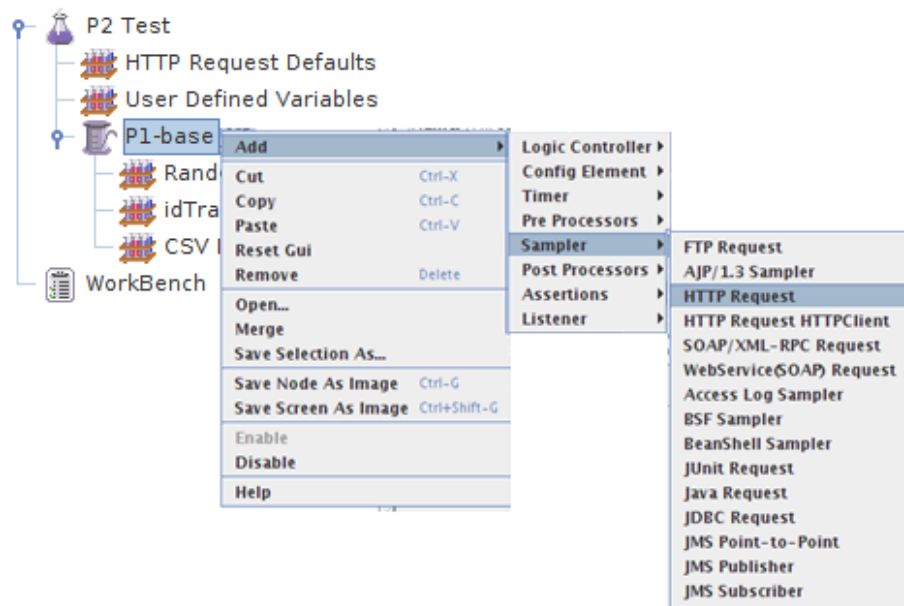 P2 Test
HTTP Request Defaults
User Defined Variables
P1-base
Rand
idTra
CSV
WorkBench
Add
Cut Ctrl-X
Copy Ctrl-C
Paste Ctrl-V
Reset Gui
Remove Delete
Open...
Merge
Save Selection As...
Save Node As Image Ctrl-G
Save Screen As Image Ctrl+Shift-G
Enable
Disable
Help
Logic Controller
Config Element
Timer
Pre Processors
Sampler
Post Processors
Assertions
Listener
FTP Request
AJP/1.3 Sampler
HTTP Request
HTTP Request HTTPClient
SOAP/XML-RPC Request
WebService(SOAP) Request
Access Log Sampler
BSF Sampler
BeanShell Sampler
JUnit Request
Java Request
JDBC Request
JMS Point-to-Point
JMS Publisher
JMS Subscriber